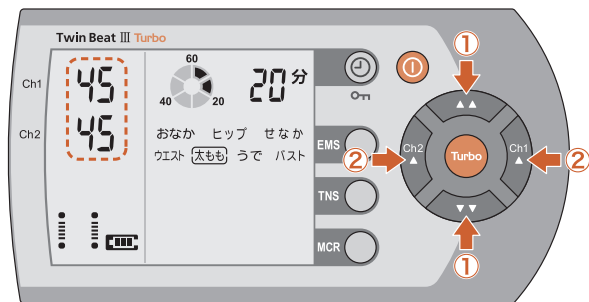 Twin Beat III Turbo
Ch1 45
Ch2 45
60
40 20
20分
おなか ヒップ せなか
ウエスト 太もも うで バスト
EMS
TNS
MCR
①
▲▲
② Ch2 ▲
Turbo
Ch1 ▲ ②
▼▼
①